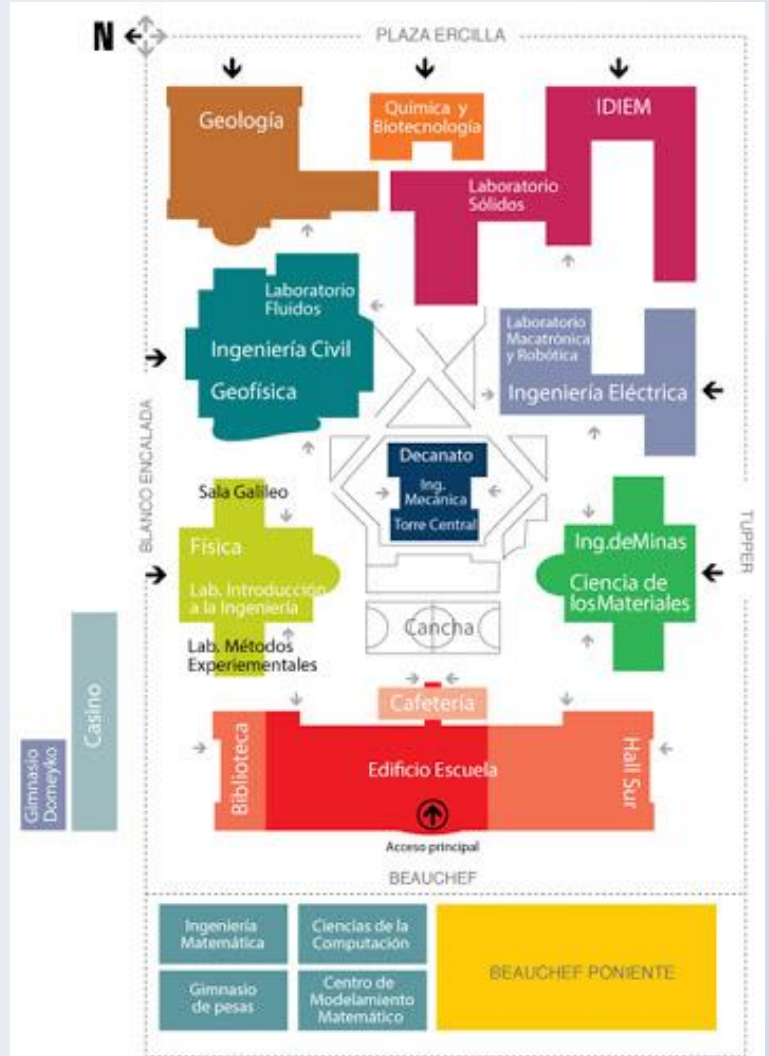 N
PLAZA ERCILLA
Geología
Química y
Biotecnología
IDIEM
Laboratorio
Sólidos
Laboratorio
Fluidos
Ingeniería Civil
Geofísica
Laboratorio
Macatrónica
y Robótica
Ingeniería Eléctrica
BLANCO ENCALADA
Decanato
Ing.
Mecánica
Torre Central
TUPPER
Sala Galileo
Física
Lab. Introducción
a la Ingeniería
Lab. Métodos
Experiementales
Ing.deMinas
Ciencia de
losMateriales
Cancha
Casino
Gimnasio
Domeyko
Cafetería
Biblioteca
Edificio Escuela
Hall Sur
Acceso principal
BEAUCHEF
Ingeniería
Matemática
Ciencias de la
Computación
Gimnasio
de pesas
Centro de
Modelamiento
Matemático
BEAUCHEF PONIENTE